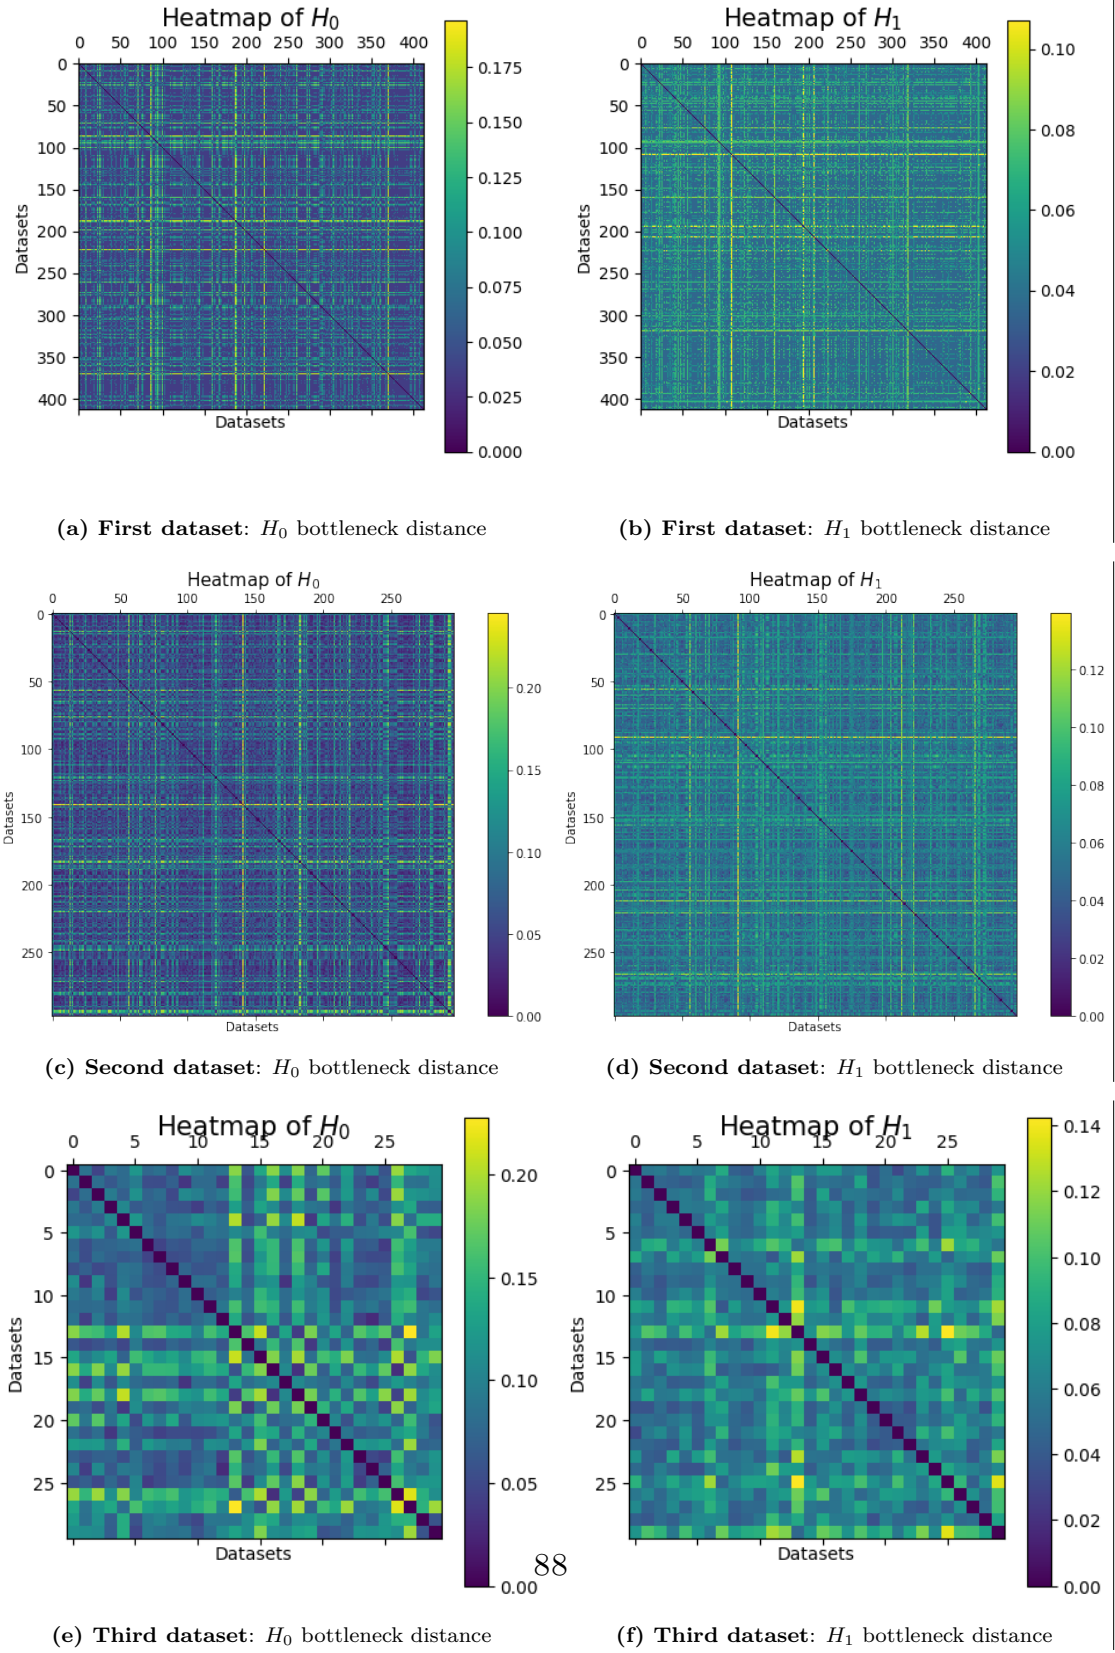 Heatmap of H₀
0 50 100 150 200 250 300 350 400
0
50
100
150
200
250
300
350
400
Datasets
Datasets
0.175
0.150
0.125
0.100
0.075
0.050
0.025
0.000
(a) First dataset: H₀ bottleneck distance
Heatmap of H₁
0 50 100 150 200 250 300 350 400
0
50
100
150
200
250
300
350
400
Datasets
Datasets
0.10
0.08
0.06
0.04
0.02
0.00
(b) First dataset: H₁ bottleneck distance
Heatmap of H₀
0 50 100 150 200 250
0
50
100
150
200
250
Datasets
Datasets
0.20
0.15
0.10
0.05
0.00
(c) Second dataset: H₀ bottleneck distance
Heatmap of H₁
0 50 100 150 200 250
0
50
100
150
200
250
Datasets
Datasets
0.12
0.10
0.08
0.06
0.04
0.02
0.00
(d) Second dataset: H₁ bottleneck distance
Heatmap of H₀
0 5 10 15 20 25
0
5
10
15
20
25
Datasets
Datasets
0.20
0.15
0.10
0.05
0.00
(e) Third dataset: H₀ bottleneck distance
Heatmap of H₁
0 5 10 15 20 25
0
5
10
15
20
25
Datasets
Datasets
0.14
0.12
0.10
0.08
0.06
0.04
0.02
0.00
(f) Third dataset: H₁ bottleneck distance
88